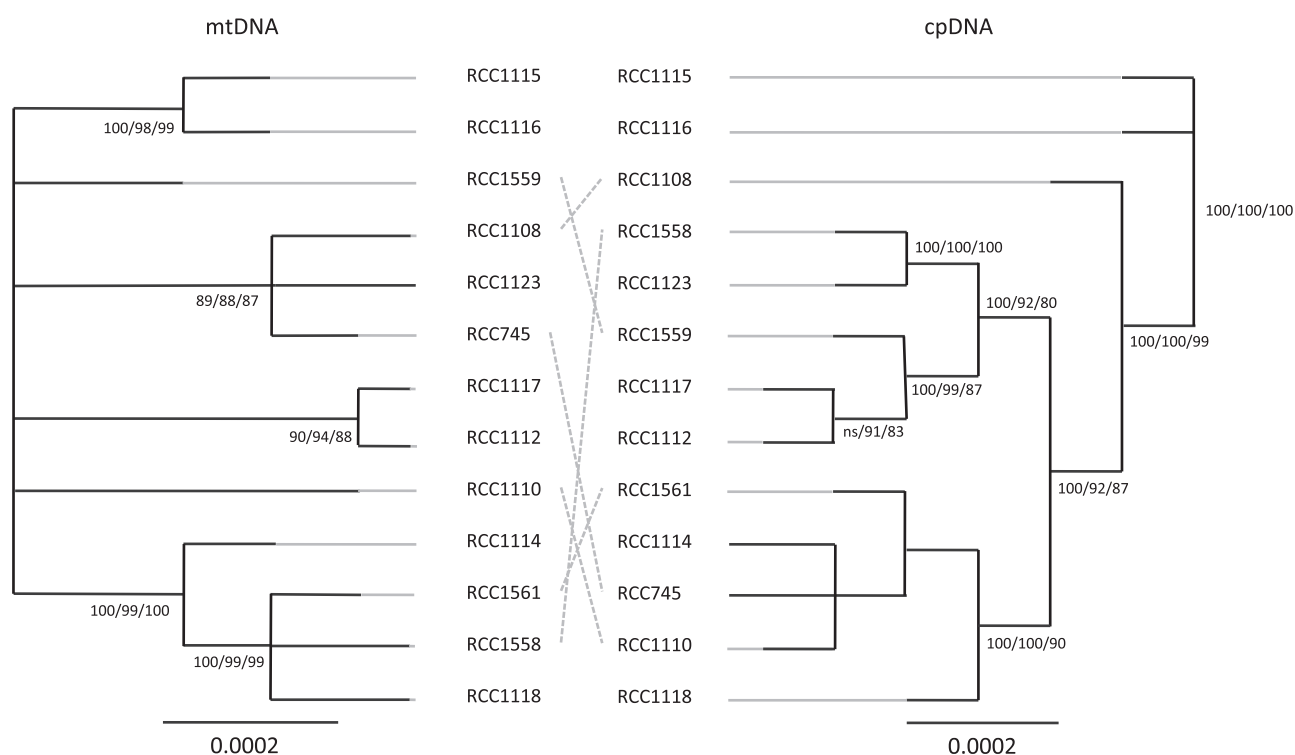 mtDNA
cpDNA
RCC1115
RCC1115
100/98/99
RCC1116
RCC1116
RCC1559
RCC1108
100/100/100
RCC1108
RCC1558
100/100/100
RCC1123
RCC1123
89/88/87
100/92/80
RCC745
RCC1559
100/100/99
RCC1117
RCC1117
100/99/87
90/94/88
RCC1112
RCC1112
ns/91/83
RCC1110
RCC1561
100/92/87
RCC1114
RCC1114
100/99/100
RCC1561
RCC745
RCC1558
RCC1110
100/100/90
100/99/99
RCC1118
RCC1118
0.0002
0.0002